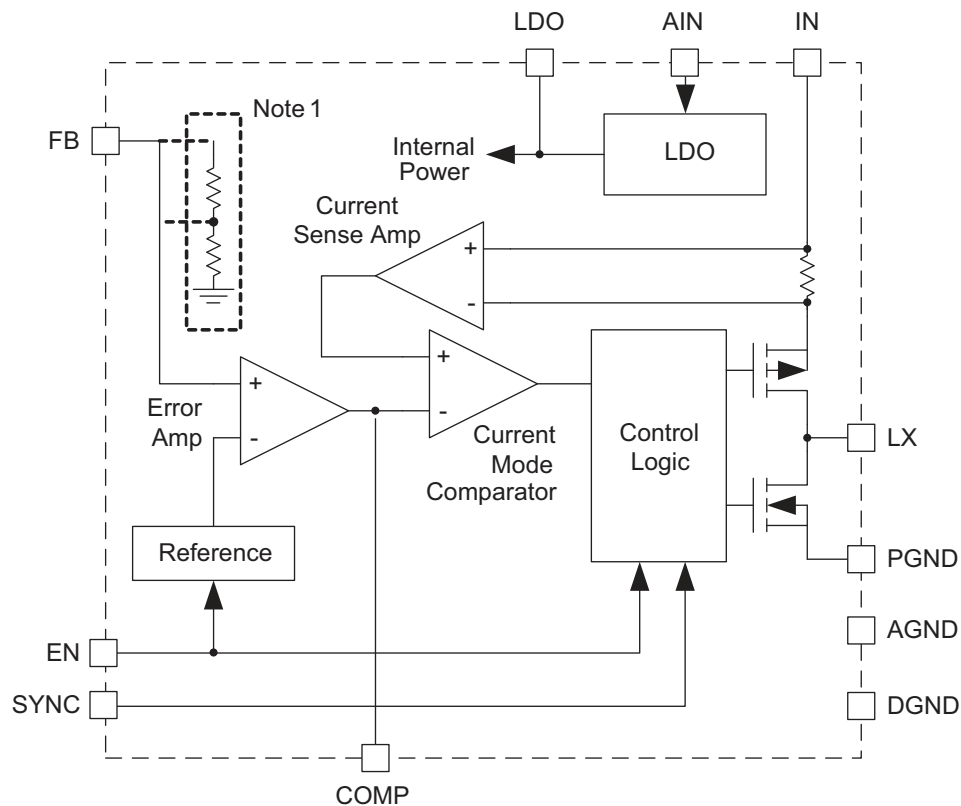 LDO
AIN
IN
Note 1
FB
Internal
Power
LDO
Current
Sense Amp
+
-
+
-
Error
Amp
+
-
Current
Mode
Comparator
Control
Logic
LX
Reference
PGND
AGND
EN
SYNC
DGND
COMP